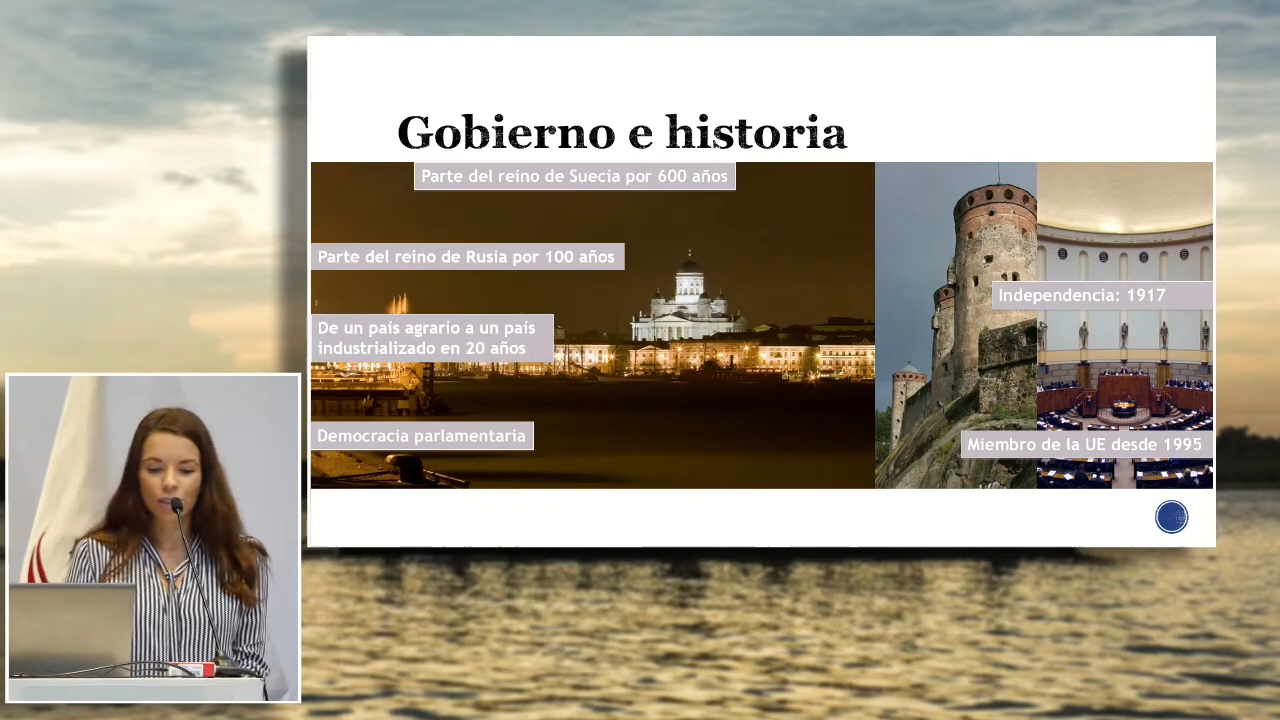 Gobierno e historia
Parte del reino de Suecia por 600 años
Parte del reino de Rusia por 100 años
De un país agrario a un país
industrializado en 20 años
Democracia parlamentaria
Independencia: 1917
Miembro de la UE desde 1995